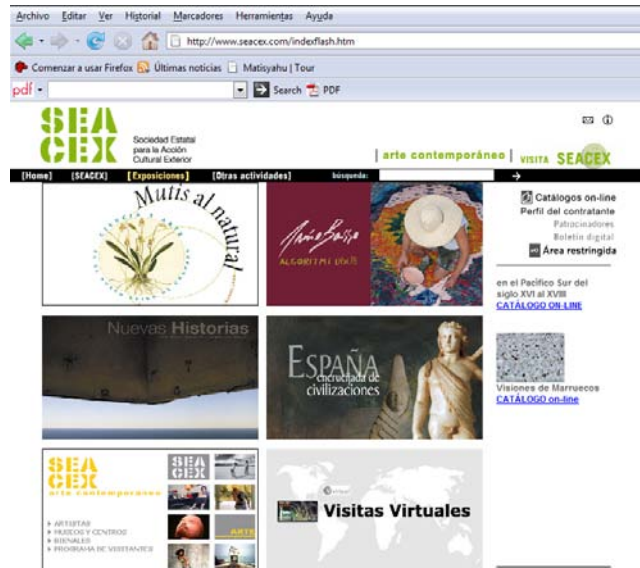 Archivo Editar Ver Historial Marcadores Herramientas Ayuda
http://www.seacex.com/indexflash.htm
Comenzar a usar Firefox Últimas noticias Matisyahu | Tour
pdf Search PDF
SEA
CEX
Sociedad Estatal
para la Acción
Cultural Exterior
| arte contemporáneo | VISITA SEACEX
[Home] [SEACEX] [Exposiciones] [Otras actividades] búsqueda:
Mutis al natural
ALGORITMI
Catálogos on-line
Perfil del contratante
Patrocinadores
Boletín digital
Área restringida
en el Pacífico Sur del
siglo XVI al XVIII
CATÁLOGO ON-LINE
Nuevas Historias
ESPAÑA
encrucijada de
civilizaciones
Visiones de Marruecos
CATÁLOGO on-line
SEA
CEX
arte contemporáneo
SEA
CEX
ARTE
ARTISTAS
MUSEOS Y CENTROS
BIENALES
PROGRAMA DE VISITANTES
Visitas Virtuales